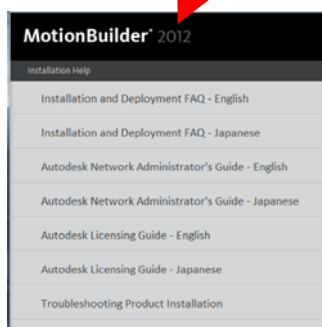 MotionBuilder® 2012
Installation Help
Installation and Deployment FAQ - English
Installation and Deployment FAQ - Japanese
Autodesk Network Administrator's Guide - English
Autodesk Network Administrator's Guide - Japanese
Autodesk Licensing Guide - English
Autodesk Licensing Guide - Japanese
Troubleshooting Product Installation